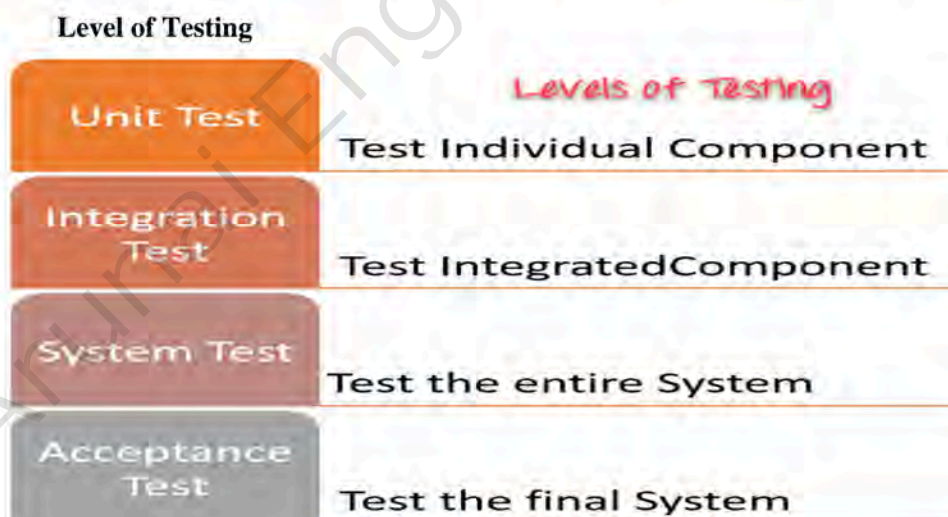 Level of Testing
Levels of Testing
Unit Test
Test Individual Component
Integration
Test
Test IntegratedComponent
System Test
Test the entire System
Acceptance
Test
Test the final System